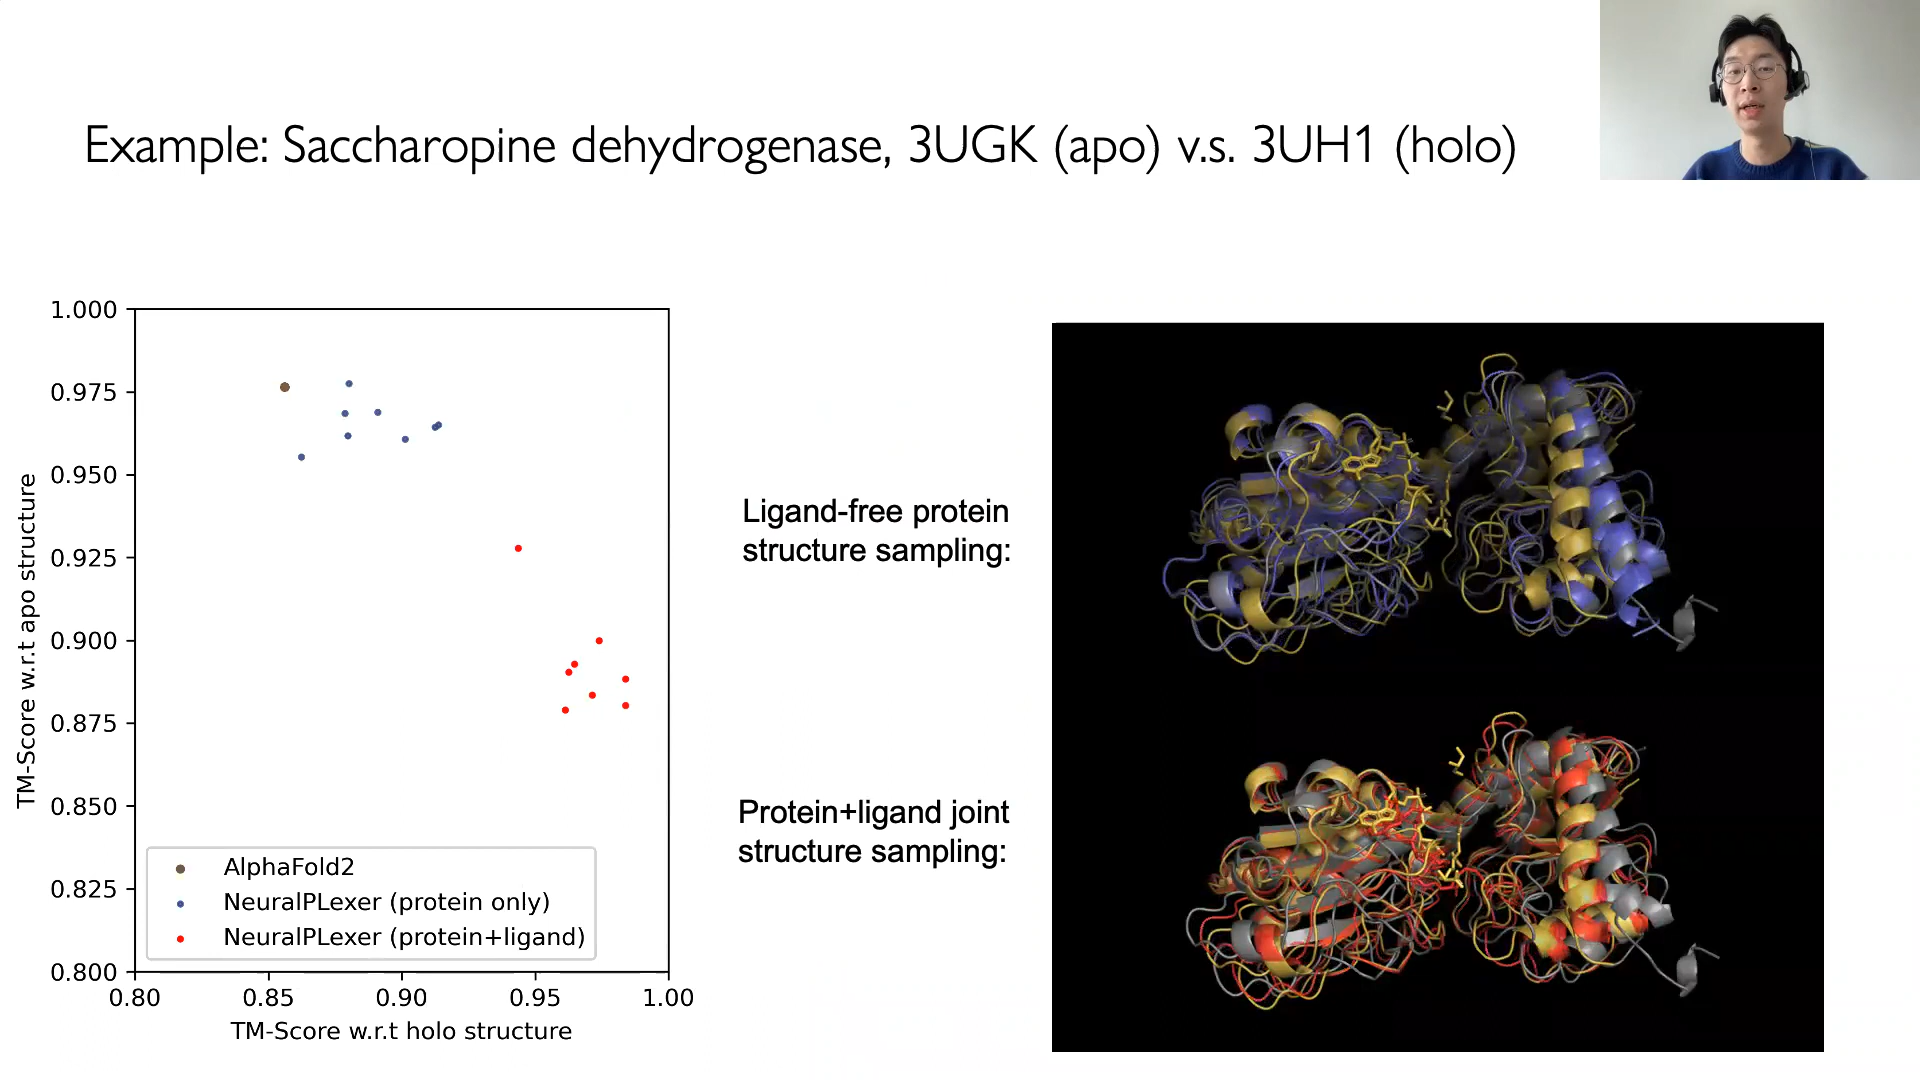 Example: Saccharopine dehydrogenase, 3UGK (apo) v.s. 3UH1 (holo)
1.000
0.975
0.950
0.925
0.900
0.875
0.850
0.825
0.800
TM-Score w.r.t apo structure
AlphaFold2
NeuralPLexer (protein only)
NeuralPLexer (protein+ligand)
0.80
0.85
0.90
0.95
1.00
TM-Score w.r.t holo structure
Ligand-free protein
structure sampling:
Protein+ligand joint
structure sampling: